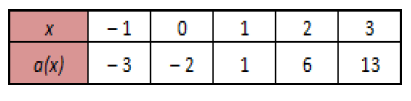 x – 1 0 1 2 3
a(x) – 3 – 2 1 6 13